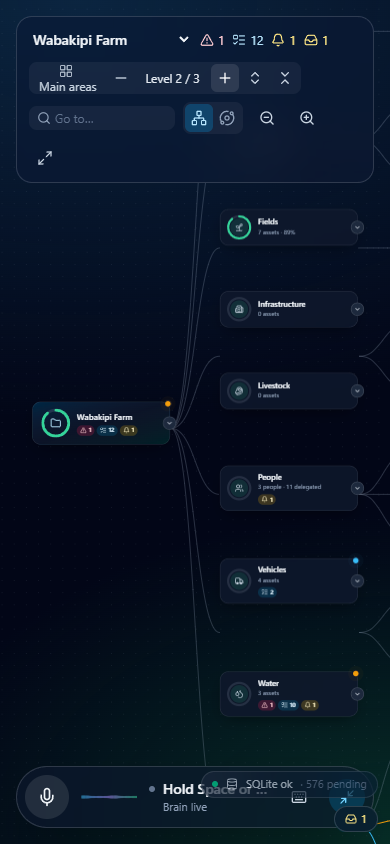 Wabakipi Farm
1
12
1
1
Main areas
Level 2 / 3
Go to...
Fields
7 assets · 89%
Infrastructure
0 assets
Livestock
0 assets
Wabakipi Farm
1
12
1
People
3 people · 11 delegated
1
Vehicles
4 assets
2
Water
3 assets
1
10
1
SQLite ok · 576 pending
Hold Space or ...
Brain live
1